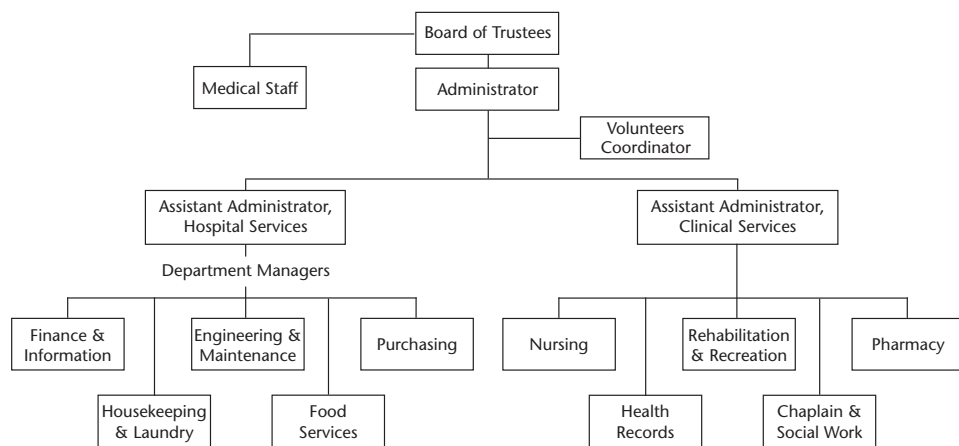 Board of Trustees
Medical Staff
Administrator
Volunteers
Coordinator
Assistant Administrator,
Hospital Services
Assistant Administrator,
Clinical Services
Department Managers
Finance &
Information
Engineering &
Maintenance
Purchasing
Nursing
Rehabilitation
& Recreation
Pharmacy
Housekeeping
& Laundry
Food
Services
Health
Records
Chaplain &
Social Work